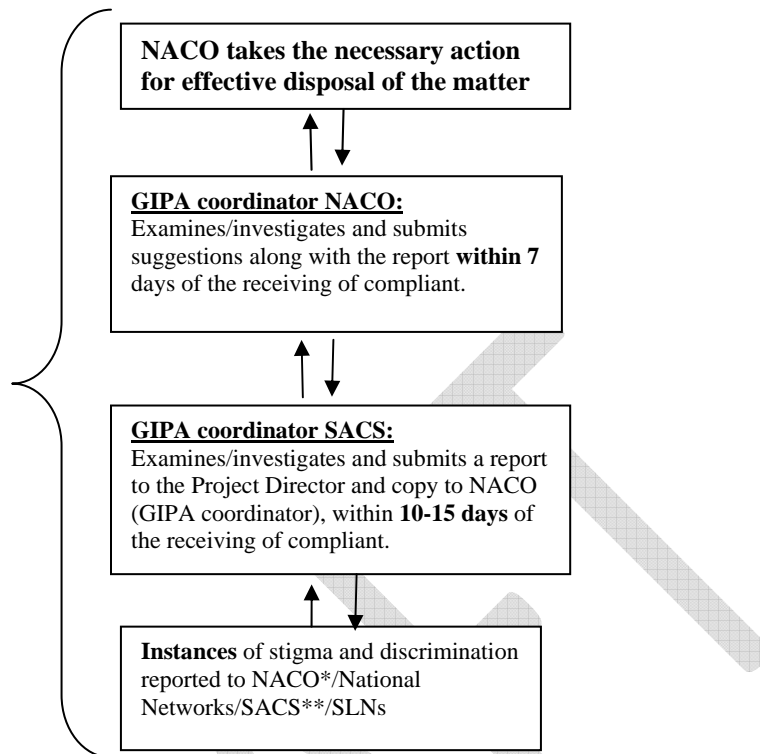 NACO takes the necessary action
for effective disposal of the matter
GIPA coordinator NACO:
Examines/investigates and submits
suggestions along with the report within 7
days of the receiving of compliant.
GIPA coordinator SACS:
Examines/investigates and submits a report
to the Project Director and copy to NACO
(GIPA coordinator), within 10-15 days of
the receiving of compliant.
Instances of stigma and discrimination
reported to NACO*/National
Networks/SACS**/SLNs